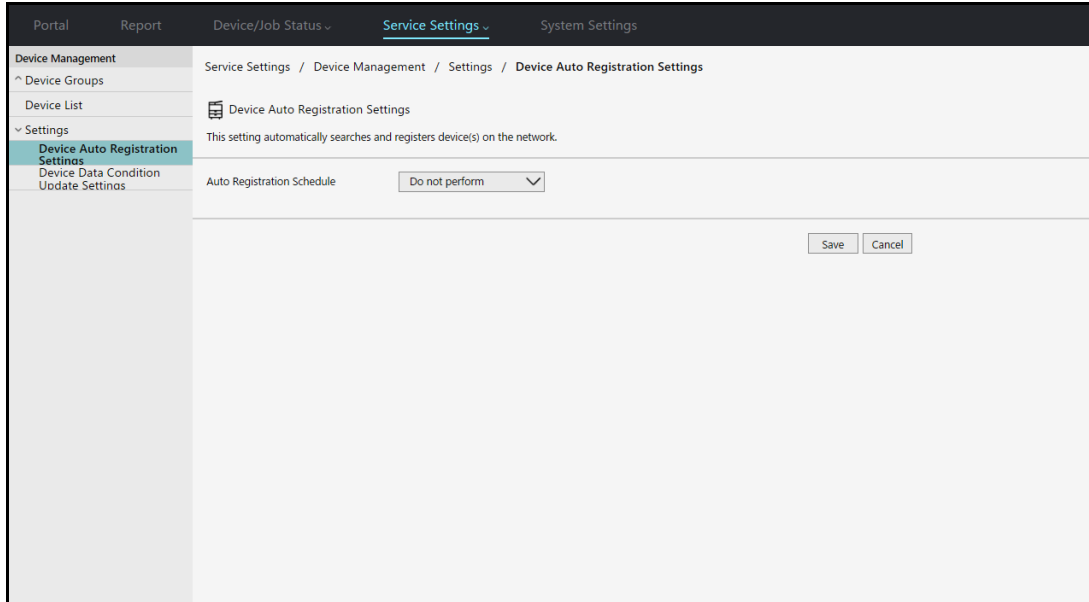 Portal Report Device/Job Status Service Settings System Settings
Device Management
Device Groups
Device List
Settings
Device Auto Registration
Settings
Device Data Condition
Update Settings
Service Settings / Device Management / Settings / Device Auto Registration Settings
Device Auto Registration Settings
This setting automatically searches and registers device(s) on the network.
Auto Registration Schedule Do not perform
Save Cancel